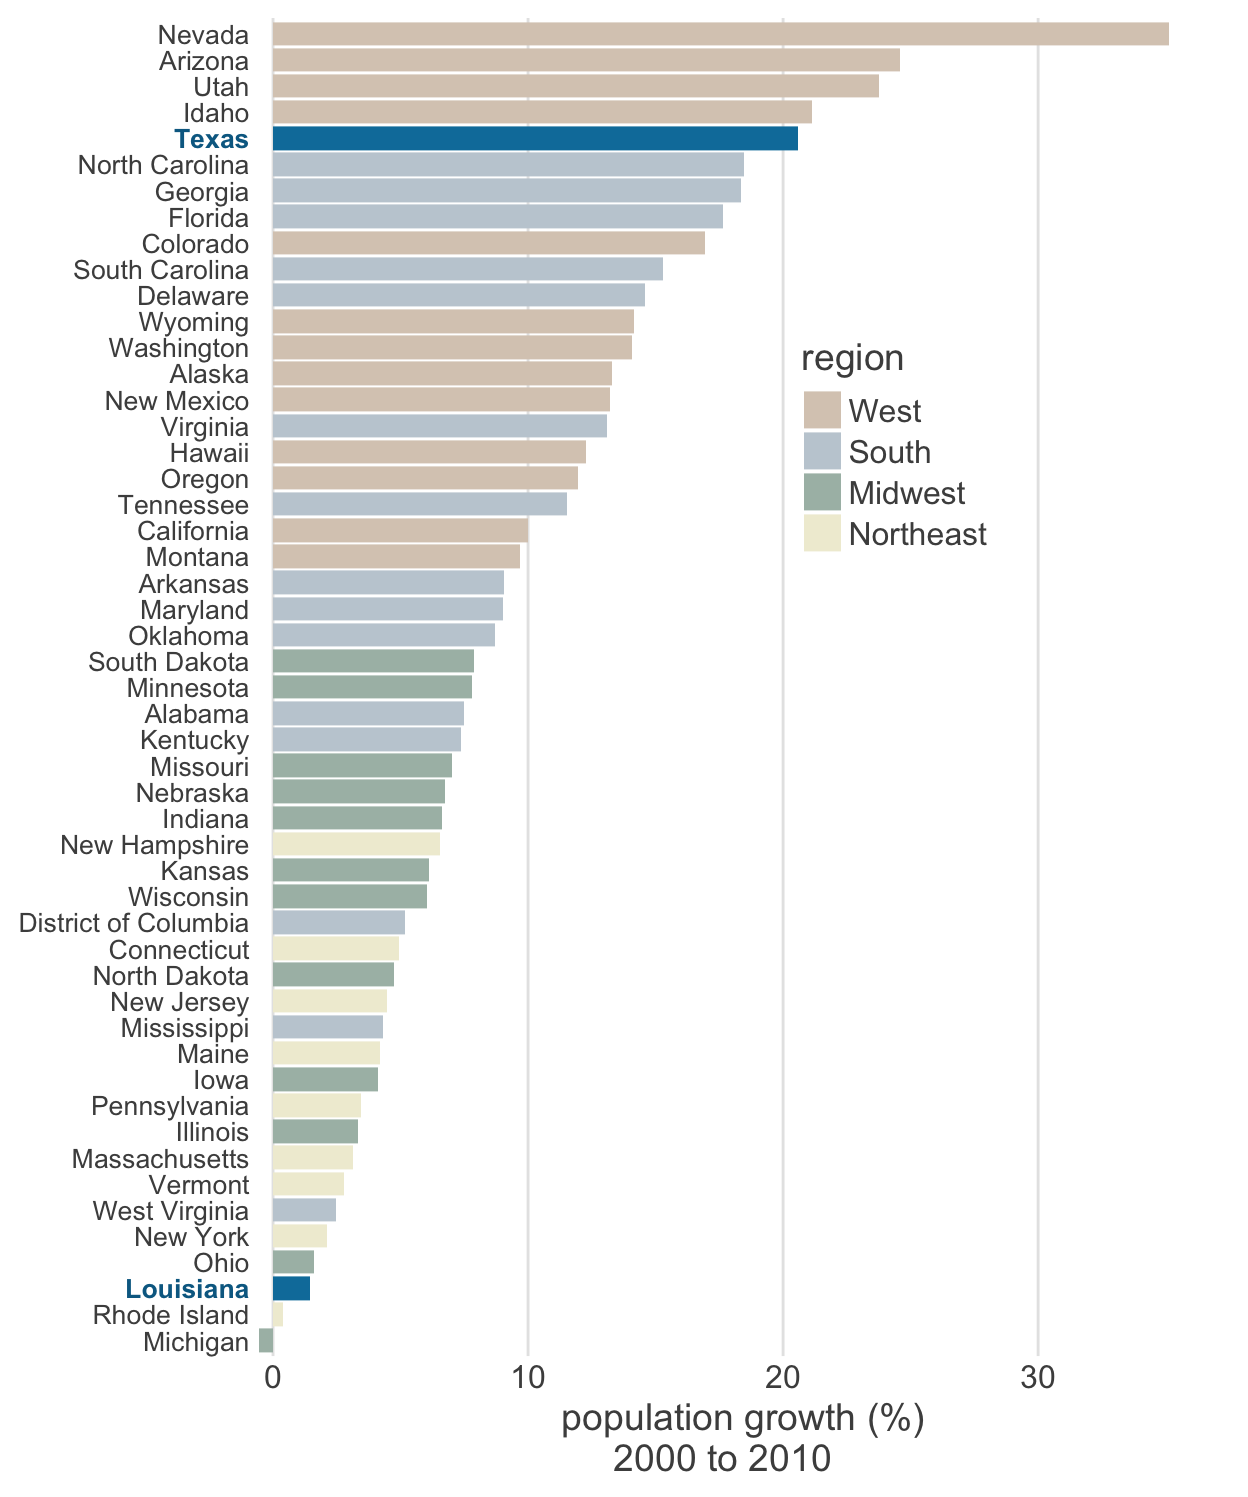 Nevada
Arizona
Utah
Idaho
Texas
North Carolina
Georgia
Florida
Colorado
South Carolina
Delaware
Wyoming
Washington
Alaska
New Mexico
Virginia
Hawaii
Oregon
Tennessee
California
Montana
Arkansas
Maryland
Oklahoma
South Dakota
Minnesota
Alabama
Kentucky
Missouri
Nebraska
Indiana
New Hampshire
Kansas
Wisconsin
District of Columbia
Connecticut
North Dakota
New Jersey
Mississippi
Maine
Iowa
Pennsylvania
Illinois
Massachusetts
Vermont
West Virginia
New York
Ohio
Louisiana
Rhode Island
Michigan
region
West
South
Midwest
Northeast
0 10 20 30
population growth (%)
2000 to 2010